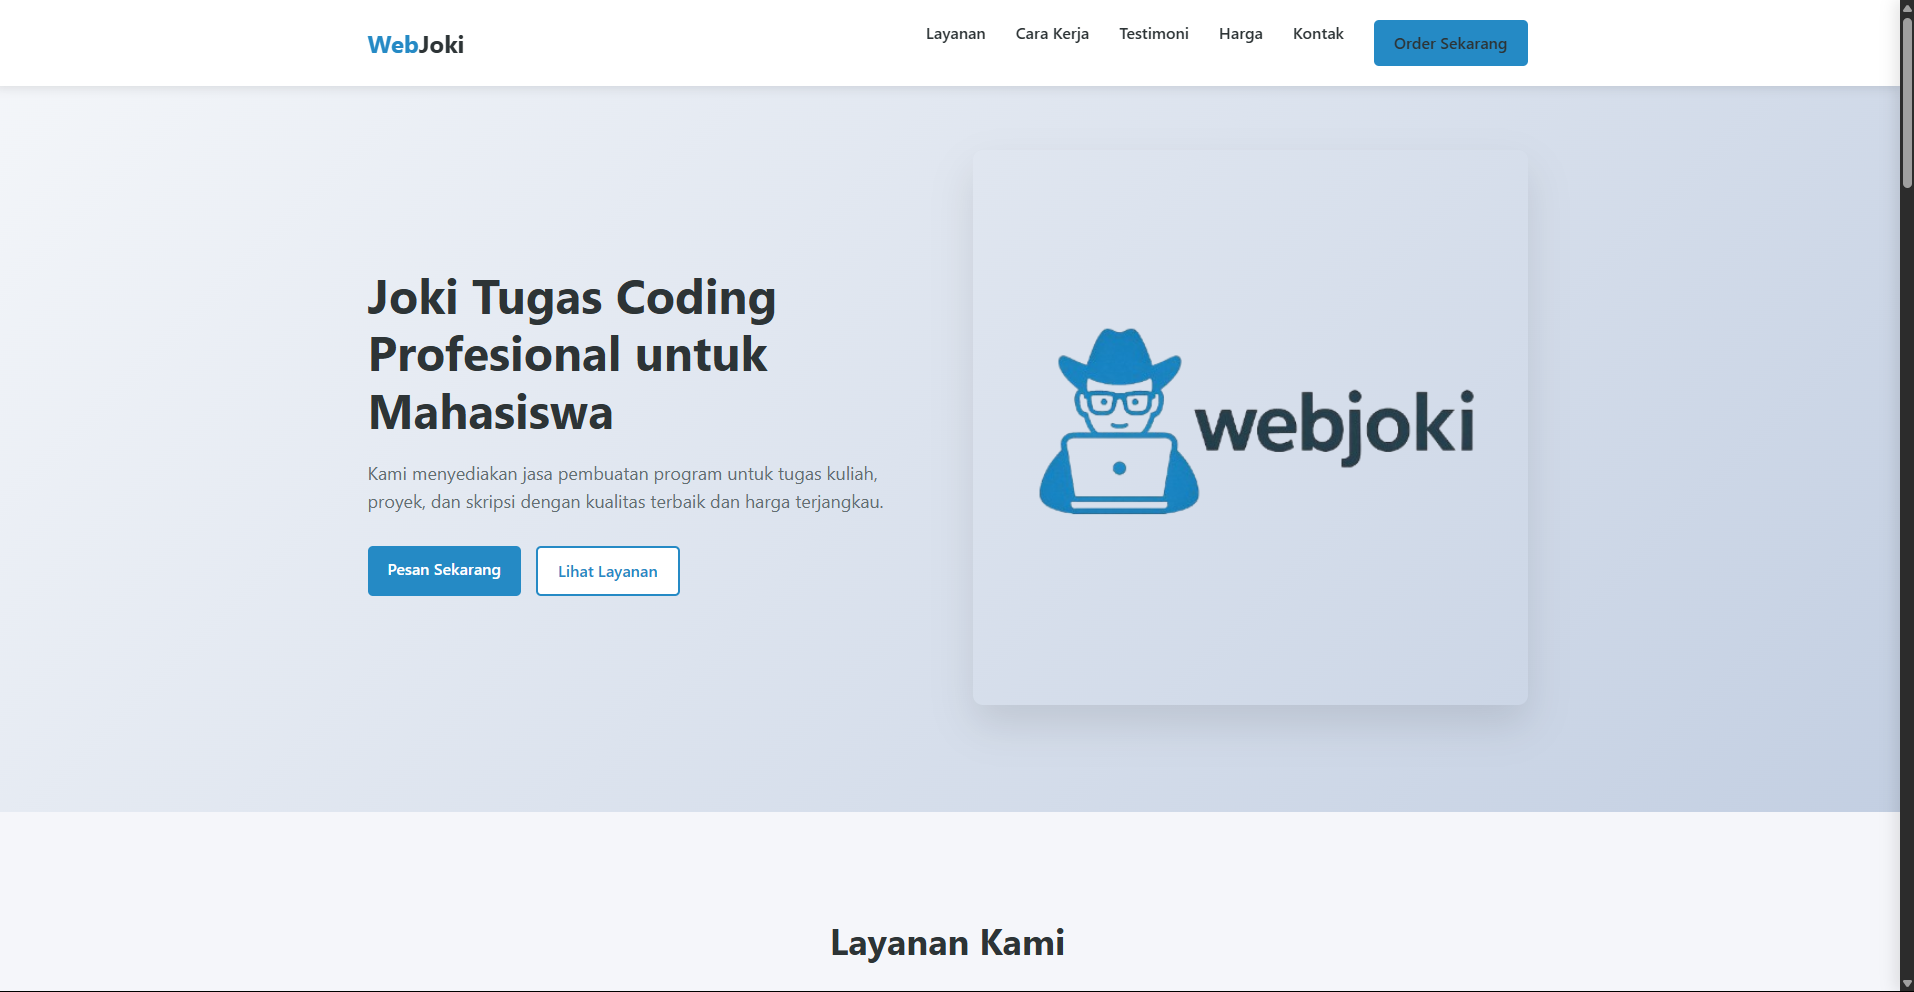 WebJoki
Layanan
Cara Kerja
Testimoni
Harga
Kontak
Order Sekarang
Joki Tugas Coding
Profesional untuk
Mahasiswa
Kami menyediakan jasa pembuatan program untuk tugas kuliah,
proyek, dan skripsi dengan kualitas terbaik dan harga terjangkau.
Pesan Sekarang
Lihat Layanan
webjoki
Layanan Kami